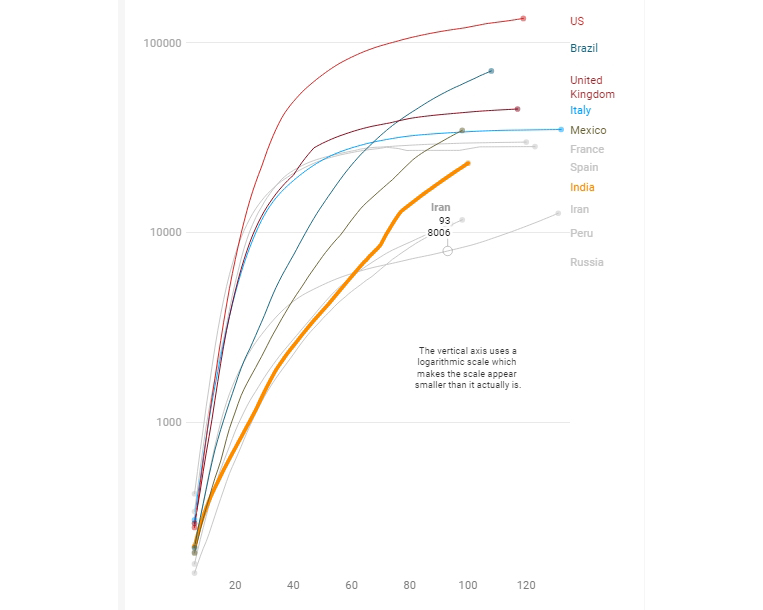 US
100000
Brazil
United
Kingdom
Italy
Mexico
France
Spain
India
Iran
93
8006
Iran
10000
Peru
Russia
The vertical axis uses a
logarithmic scale which
makes the scale appear
smaller than it actually is.
1000
20 40 60 80 100 120